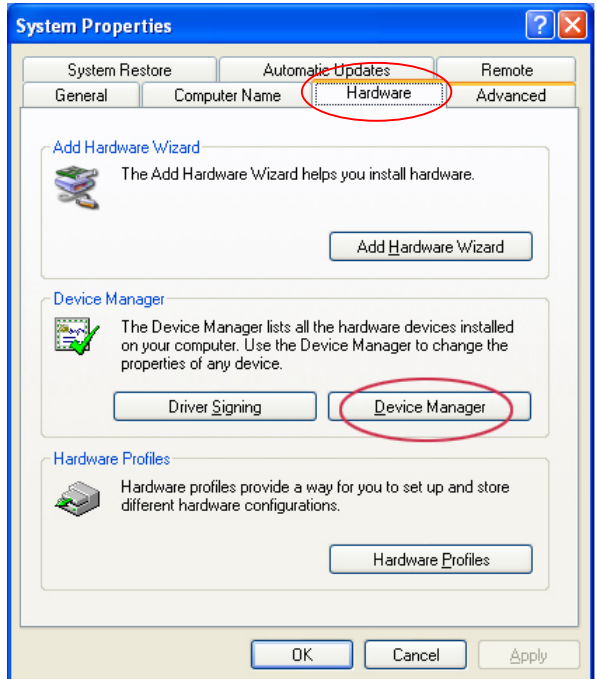 System Properties
System Restore Automatic Updates Remote
General Computer Name Hardware Advanced
Add Hardware Wizard
The Add Hardware Wizard helps you install hardware.
Add Hardware Wizard
Device Manager
The Device Manager lists all the hardware devices installed
on your computer. Use the Device Manager to change the
properties of any device.
Driver Signing Device Manager
Hardware Profiles
Hardware profiles provide a way for you to set up and store
different hardware configurations.
Hardware Profiles
OK Cancel Apply